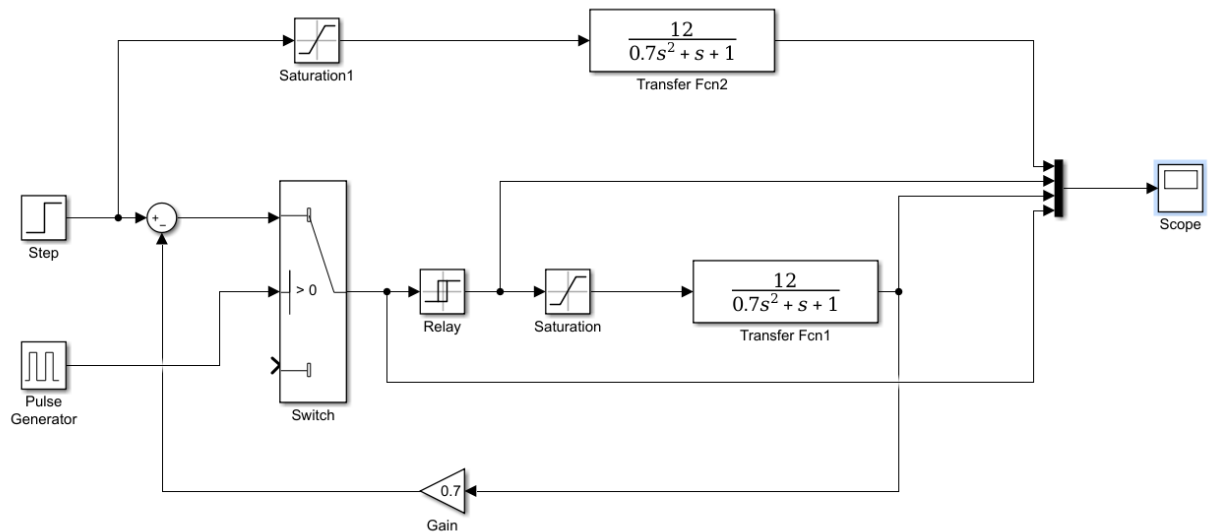 12
0.7s² + s + 1
Saturation1
Transfer Fcn2
+
−
Step
> 0
Scope
12
0.7s² + s + 1
Relay
Saturation
Transfer Fcn1
Pulse
Generator
Switch
0.7
Gain